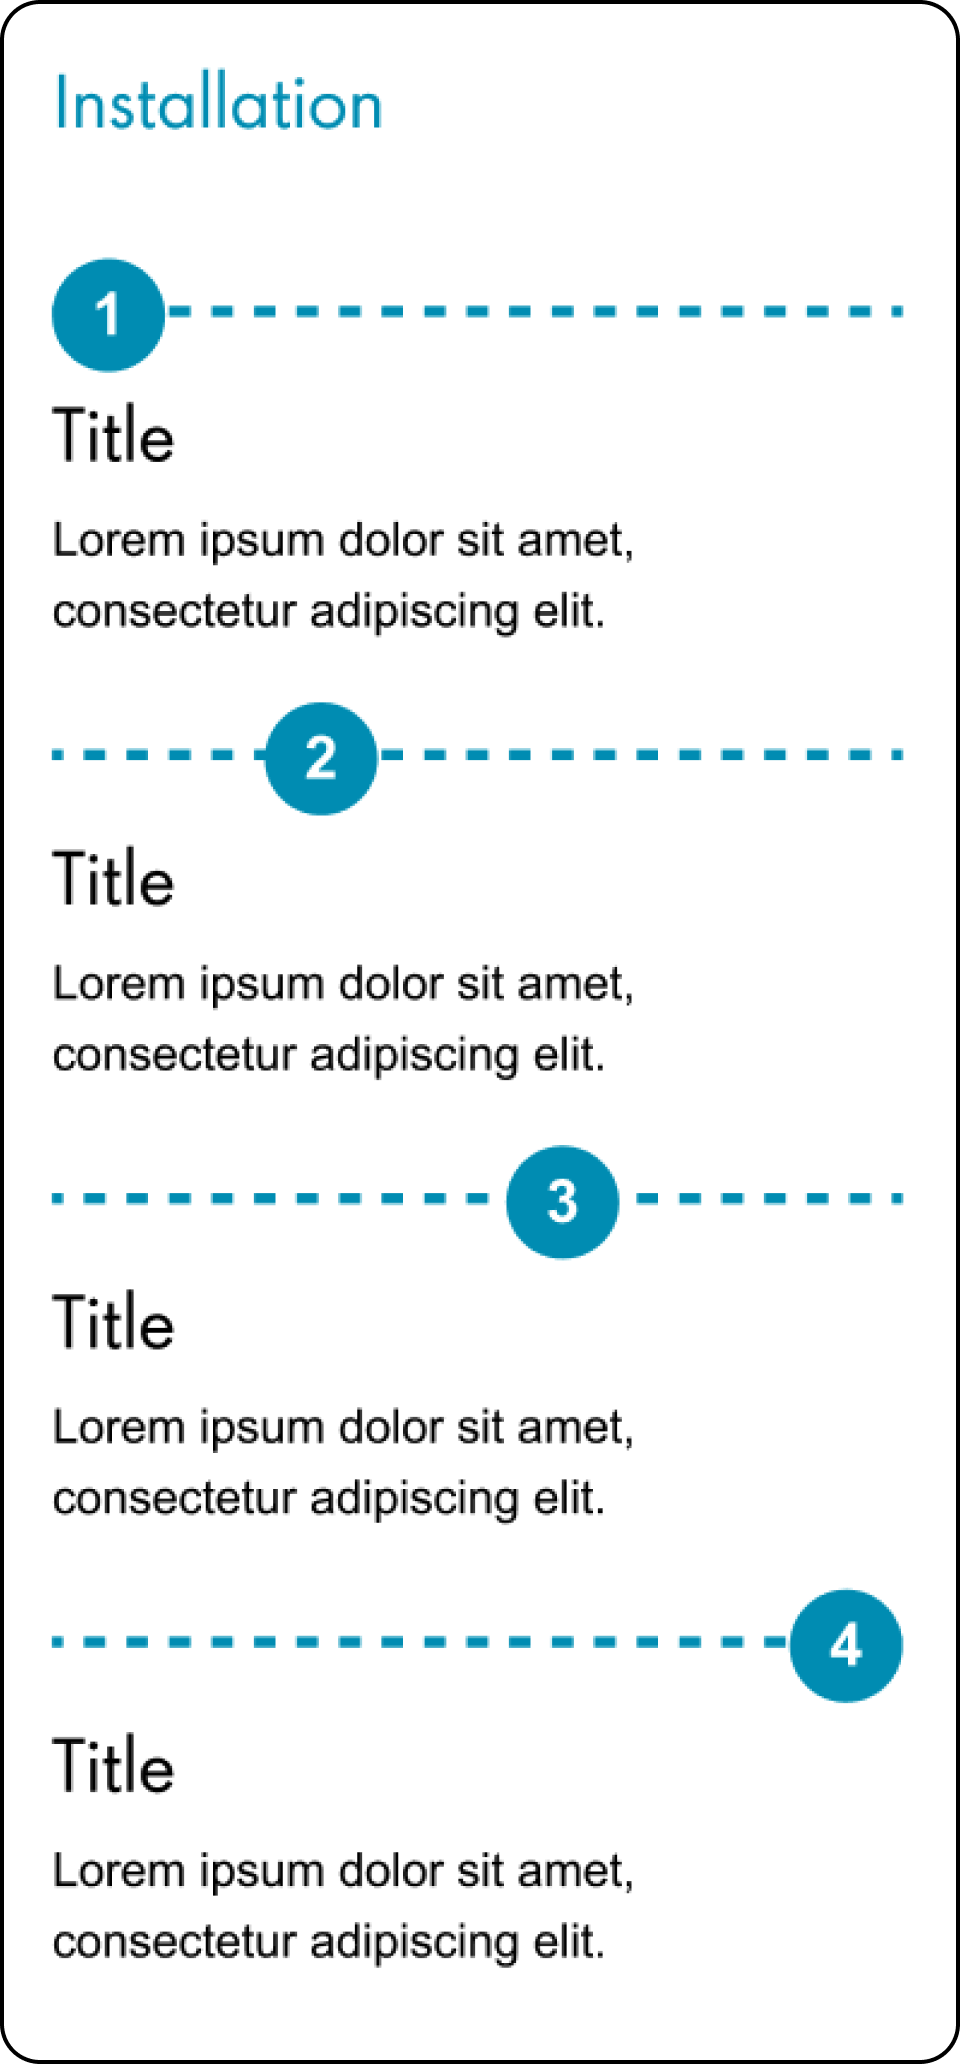 Installation
1
Title
Lorem ipsum dolor sit amet,
consectetur adipiscing elit.
2
Title
Lorem ipsum dolor sit amet,
consectetur adipiscing elit.
3
Title
Lorem ipsum dolor sit amet,
consectetur adipiscing elit.
4
Title
Lorem ipsum dolor sit amet,
consectetur adipiscing elit.